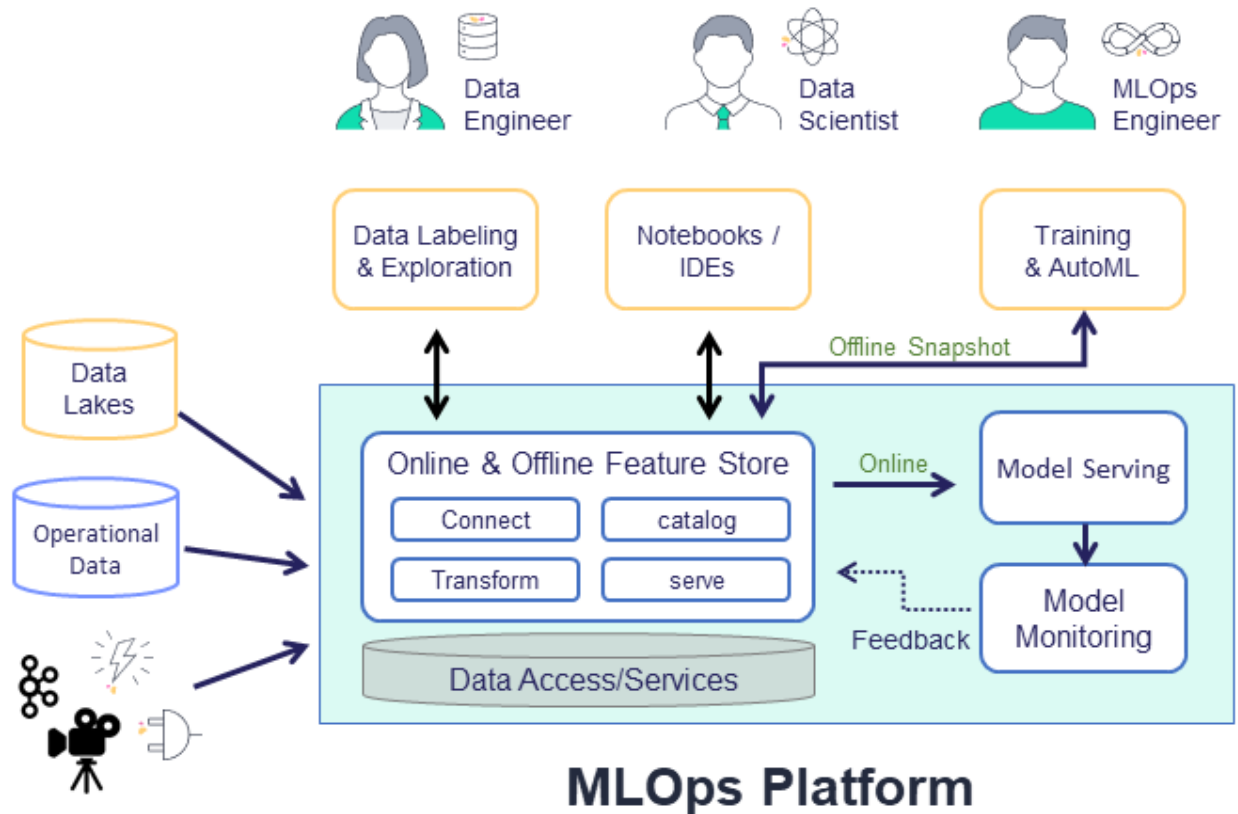 Data
Engineer
Data
Scientist
MLOps
Engineer
Data Labeling
& Exploration
Notebooks /
IDEs
Training
& AutoML
Offline Snapshot
Data
Lakes
Online & Offline Feature Store
Connect
catalog
Transform
serve
Online
Model Serving
Operational
Data
Model
Monitoring
Feedback
Data Access/Services
MLOps Platform